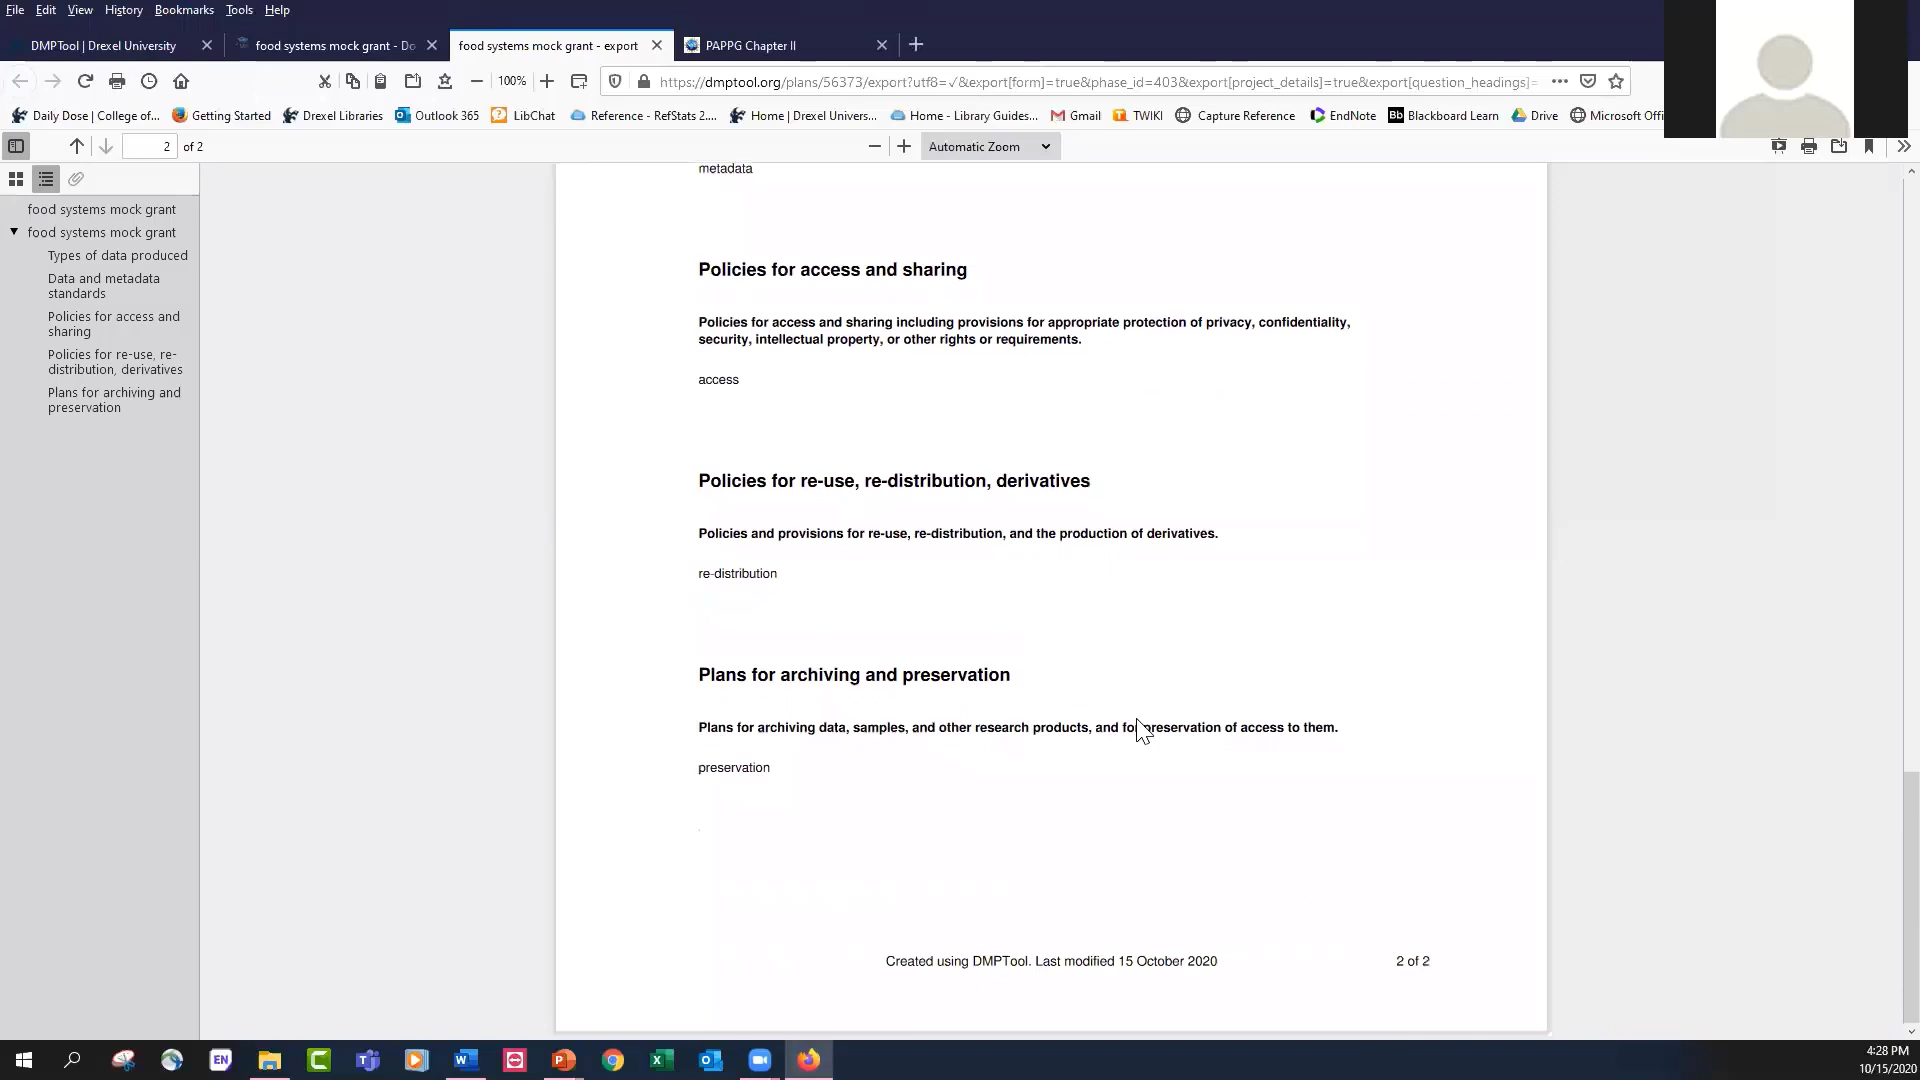 File Edit View History Bookmarks Tools Help
DMPTool | Drexel University
food systems mock grant - Do
food systems mock grant - export
PAPPG Chapter II
100%
https://dmptool.org/plans/56373/export?utf8=✓&export[form]=true&phase_id=403&export[project_details]=true&export[question_headings]=
Daily Dose | College of... Getting Started Drexel Libraries Outlook 365 LibChat Reference - RefStats 2.... Home | Drexel Univers... Home - Library Guides... Gmail TWIKI Capture Reference EndNote Bb Blackboard Learn Drive Microsoft Offi
2 of 2 Automatic Zoom
food systems mock grant
food systems mock grant
Types of data produced
Data and metadata
standards
Policies for access and
sharing
Policies for re-use, re-
distribution, derivatives
Plans for archiving and
preservation
metadata
Policies for access and sharing
Policies for access and sharing including provisions for appropriate protection of privacy, confidentiality,
security, intellectual property, or other rights or requirements.
access
Policies for re-use, re-distribution, derivatives
Policies and provisions for re-use, re-distribution, and the production of derivatives.
re-distribution
Plans for archiving and preservation
Plans for archiving data, samples, and other research products, and for preservation of access to them.
preservation
Created using DMPTool. Last modified 15 October 2020
2 of 2
EN
4:28 PM
10/15/2020